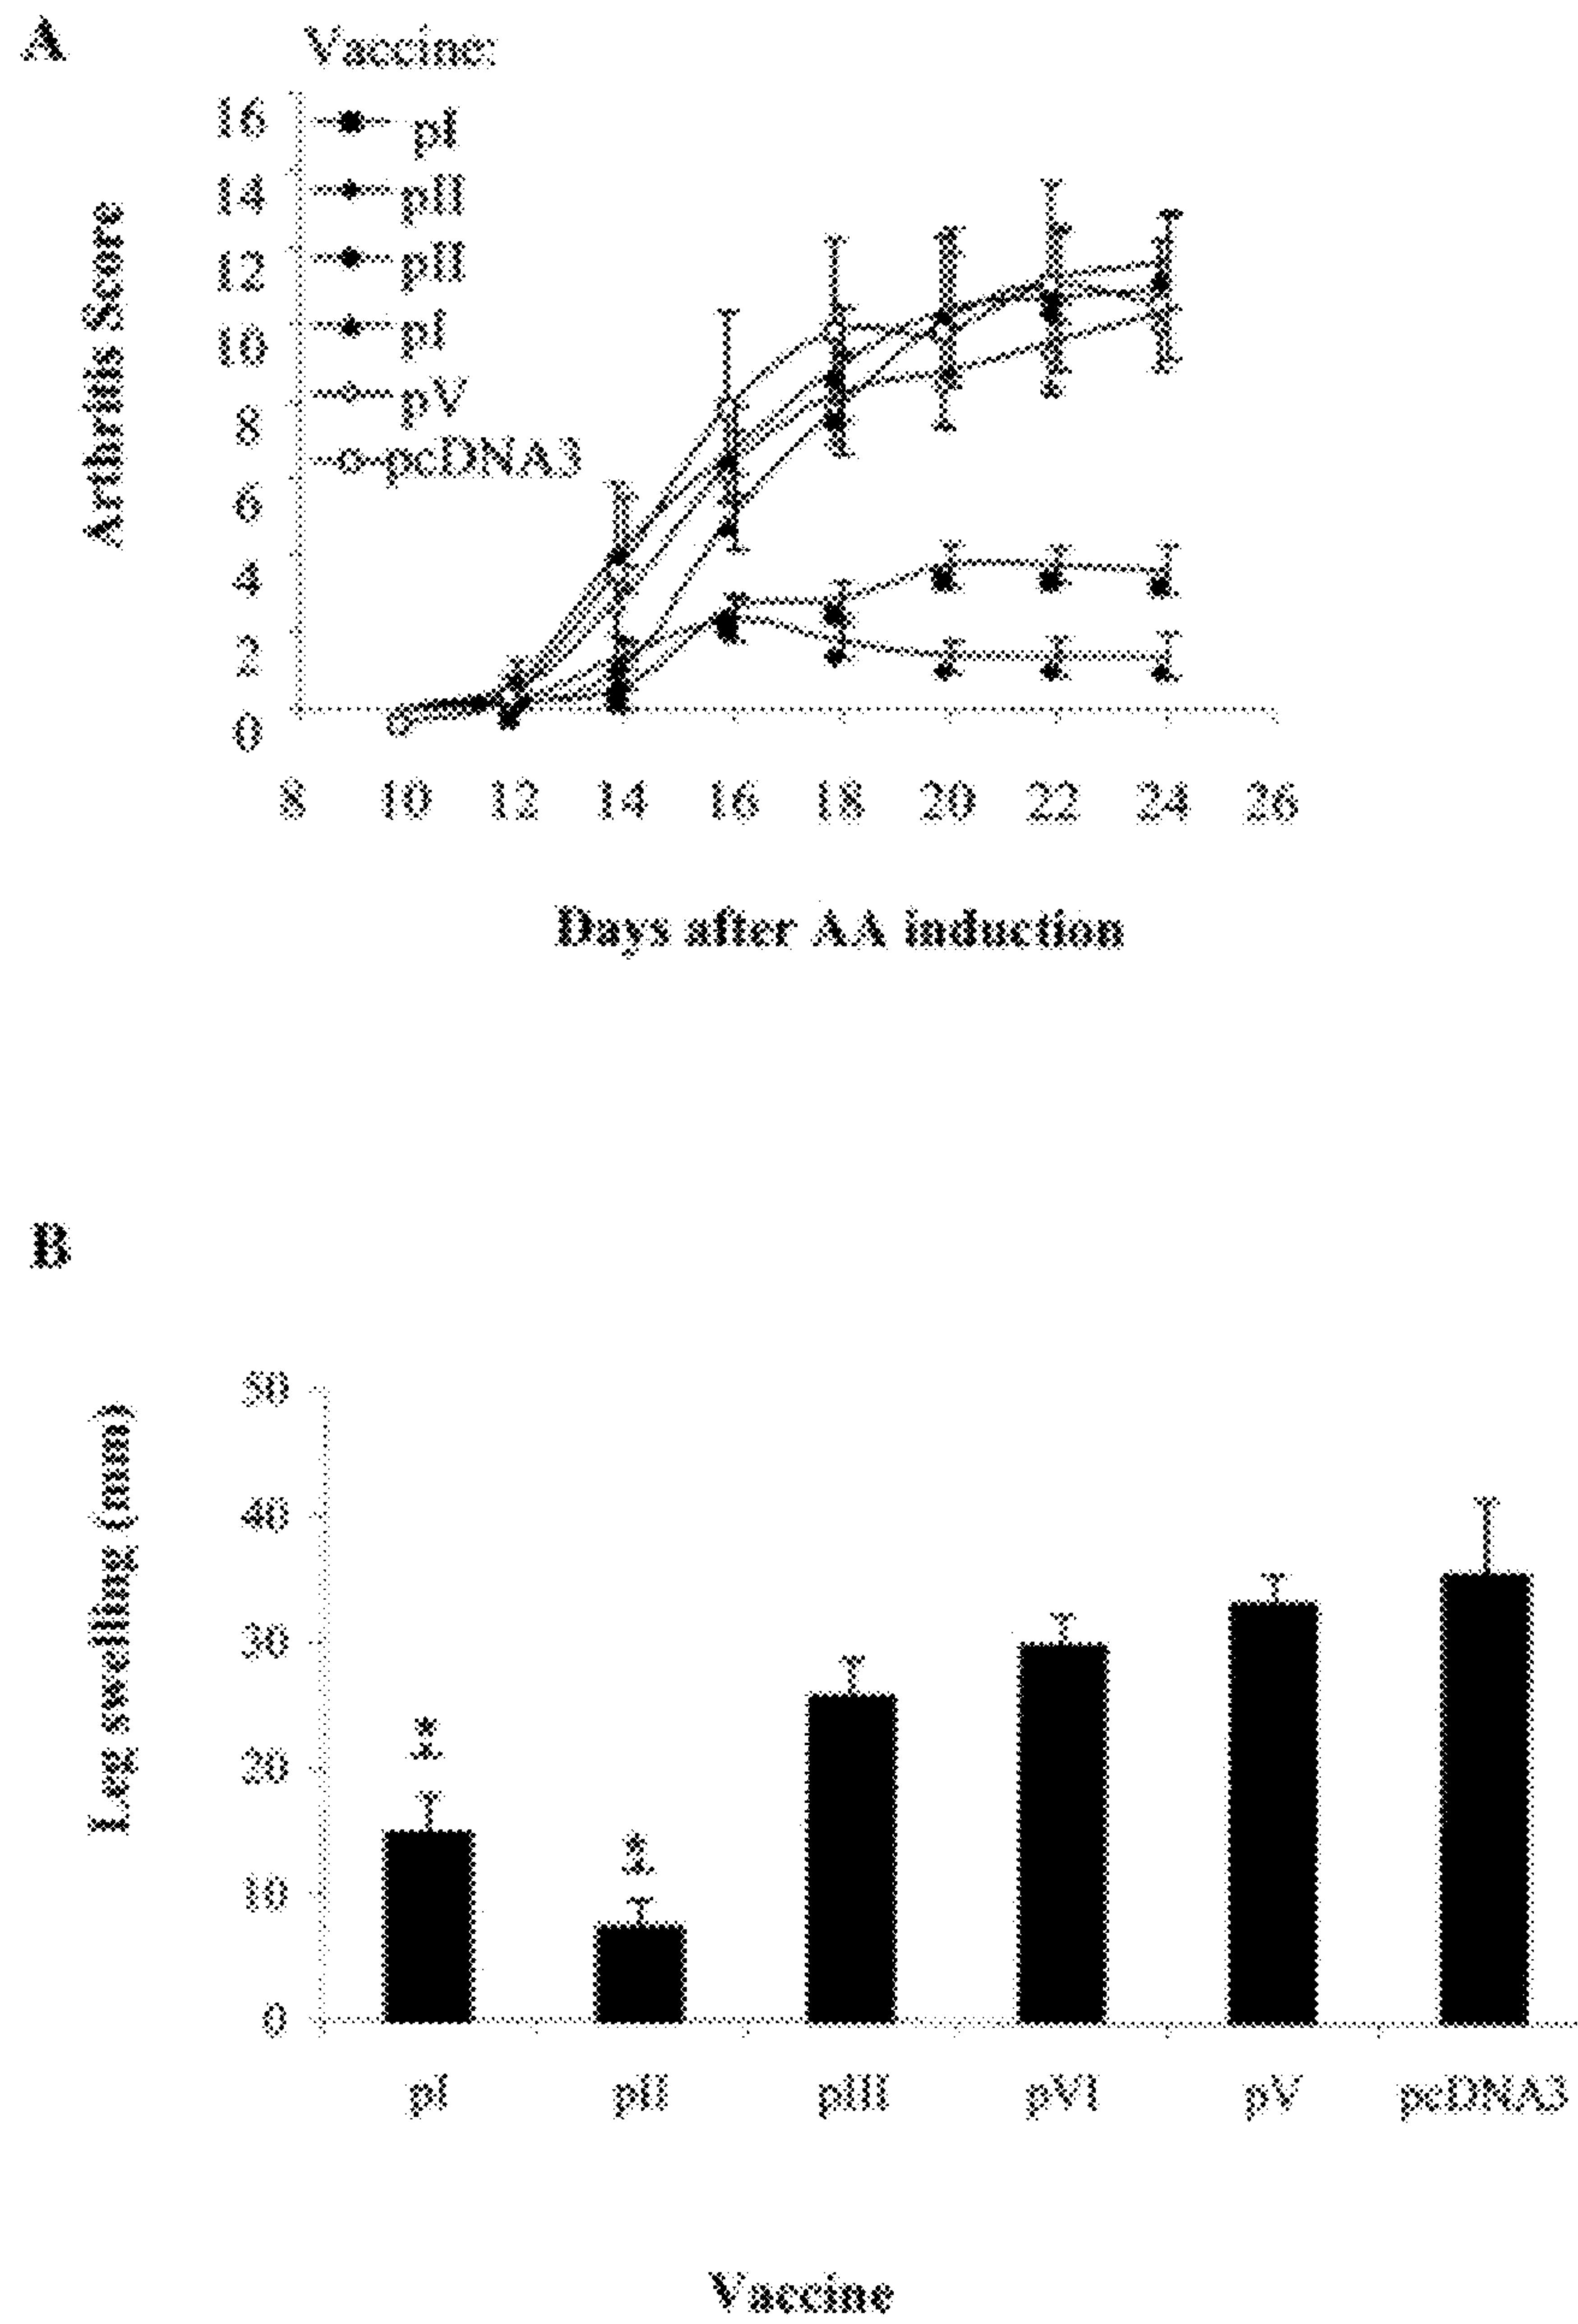 A
Vaccine:
16
14
12
10
8
6
4
2
0
pI
pII
pII
pI
pV
pcDNA3
Arthritis Score
8 10 12 14 16 18 20 22 24 26
Days after AA induction
B
50
40
30
20
10
0
Leg swelling (mm)
*
*
pI pII pIII pVI pV pcDNA3
Vaccine